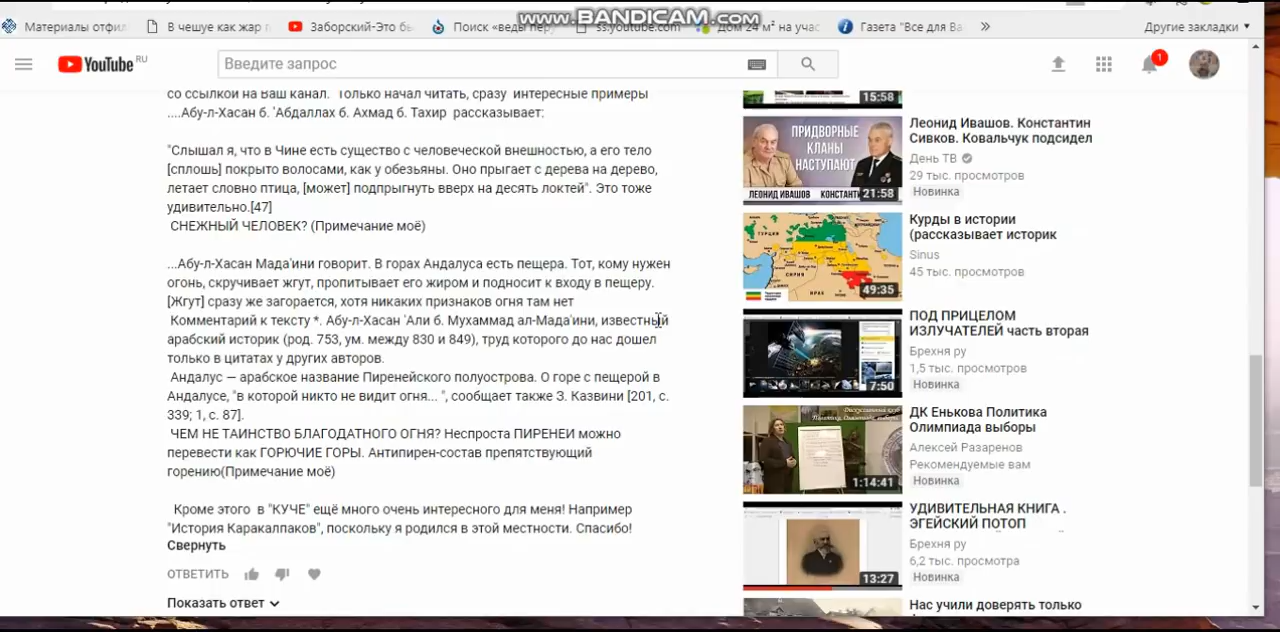 www.BANDICAM.com
Материалы отфил
В чешуе как жар г
Заборский-Это бы
Поиск «веды пер
ss.youtube.com
Дом 24 м² на учас
Газета "Все для Ва
»
Другие закладки
YouTube RU
Введите запрос
1
со ссылкой на Ваш канал. Только начал читать, сразу интересные примеры
....Абу-л-Хасан б. 'Абдаллах б. Ахмад б. Тахир рассказывает:
"Слышал я, что в Чине есть существо с человеческой внешностью, а его тело
[сплошь] покрыто волосами, как у обезьяны. Оно прыгает с дерева на дерево,
летает словно птица, [может] подпрыгнуть вверх на десять локтей". Это тоже
удивительно.[47]
СНЕЖНЫЙ ЧЕЛОВЕК? (Примечание моё)
...Абу-л-Хасан Мада'ини говорит. В горах Андалуса есть пещера. Тот, кому нужен
огонь, скручивает жгут, пропитывает его жиром и подносит к входу в пещеру.
[Жгут] сразу же загорается, хотя никаких признаков огня там нет
Комментарий к тексту *. Абу-л-Хасан 'Али б. Мухаммад ал-Мада'ини, известный
арабский историк (род. 753, ум. между 830 и 849), труд которого до нас дошел
только в цитатах у других авторов.
Андалус — арабское название Пиренейского полуострова. О горе с пещерой в
Андалусе, "в которой никто не видит огня... ", сообщает также З. Казвини [201, с.
339; 1, с. 87].
ЧЕМ НЕ ТАИНСТВО БЛАГОДАТНОГО ОГНЯ? Неспроста ПИРЕНЕИ можно
перевести как ГОРЮЧИЕ ГОРЫ. Антипирен-состав препятствующий
горению(Примечание моё)
Кроме этого в "КУЧЕ" ещё много очень интересного для меня! Например
"История Каракалпаков", поскольку я родился в этой местности. Спасибо!
Свернуть
ОТВЕТИТЬ
Показать ответ
15:58
ПРИДВОРНЫЕ
КЛАНЫ
НАСТУПАЮТ
ЛЕОНИД ИВАШОВ
КОНСТАНТИ
21:58
Леонид Ивашов. Константин
Сивков. Ковальчук подсидел
День ТВ
29 тыс. просмотров
Новинка
ТУРЦИЯ
СИРИЯ
ИРАК
49:35
Курды в истории
(рассказывает историк
Sinus
45 тыс. просмотров
7:50
ПОД ПРИЦЕЛОМ
ИЗЛУЧАТЕЛЕЙ часть вторая
Брехня ру
1,5 тыс. просмотров
Новинка
1:14:41
ДК Енькова Политика
Олимпиада выборы
Алексей Разаренов
Рекомендуемые вам
Новинка
13:27
УДИВИТЕЛЬНАЯ КНИГА .
ЭГЕЙСКИЙ ПОТОП
Брехня ру
6,2 тыс. просмотра
Новинка
Нас учили доверять только